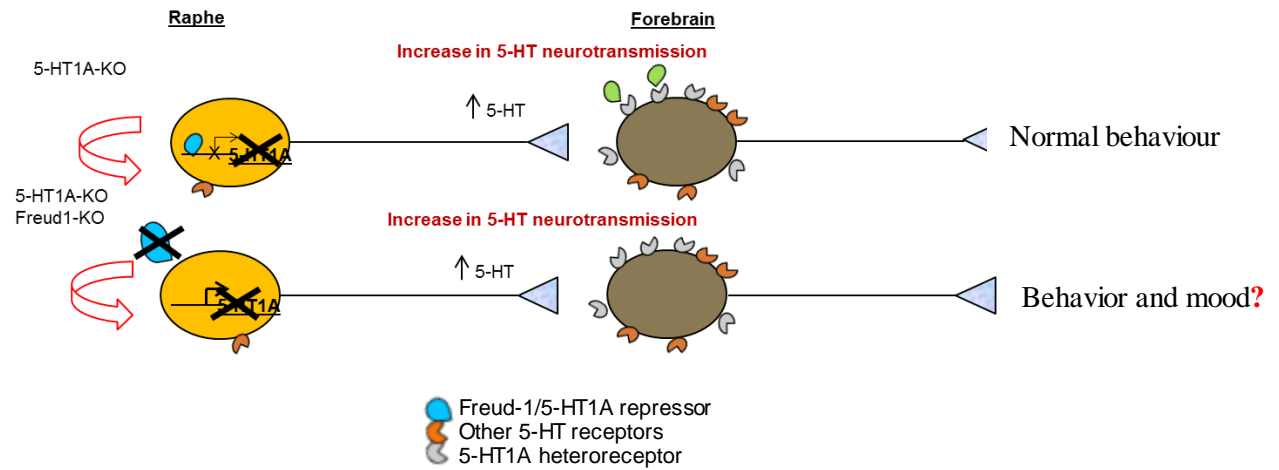 Raphe
Forebrain
Increase in 5-HT neurotransmission
5-HT1A-KO
↑ 5-HT
5-HT1A
Normal behaviour
5-HT1A-KO
Freud1-KO
Increase in 5-HT neurotransmission
↑ 5-HT
5-HT1A
Behavior and mood?
Freud-1/5-HT1A repressor
Other 5-HT receptors
5-HT1A heteroreceptor